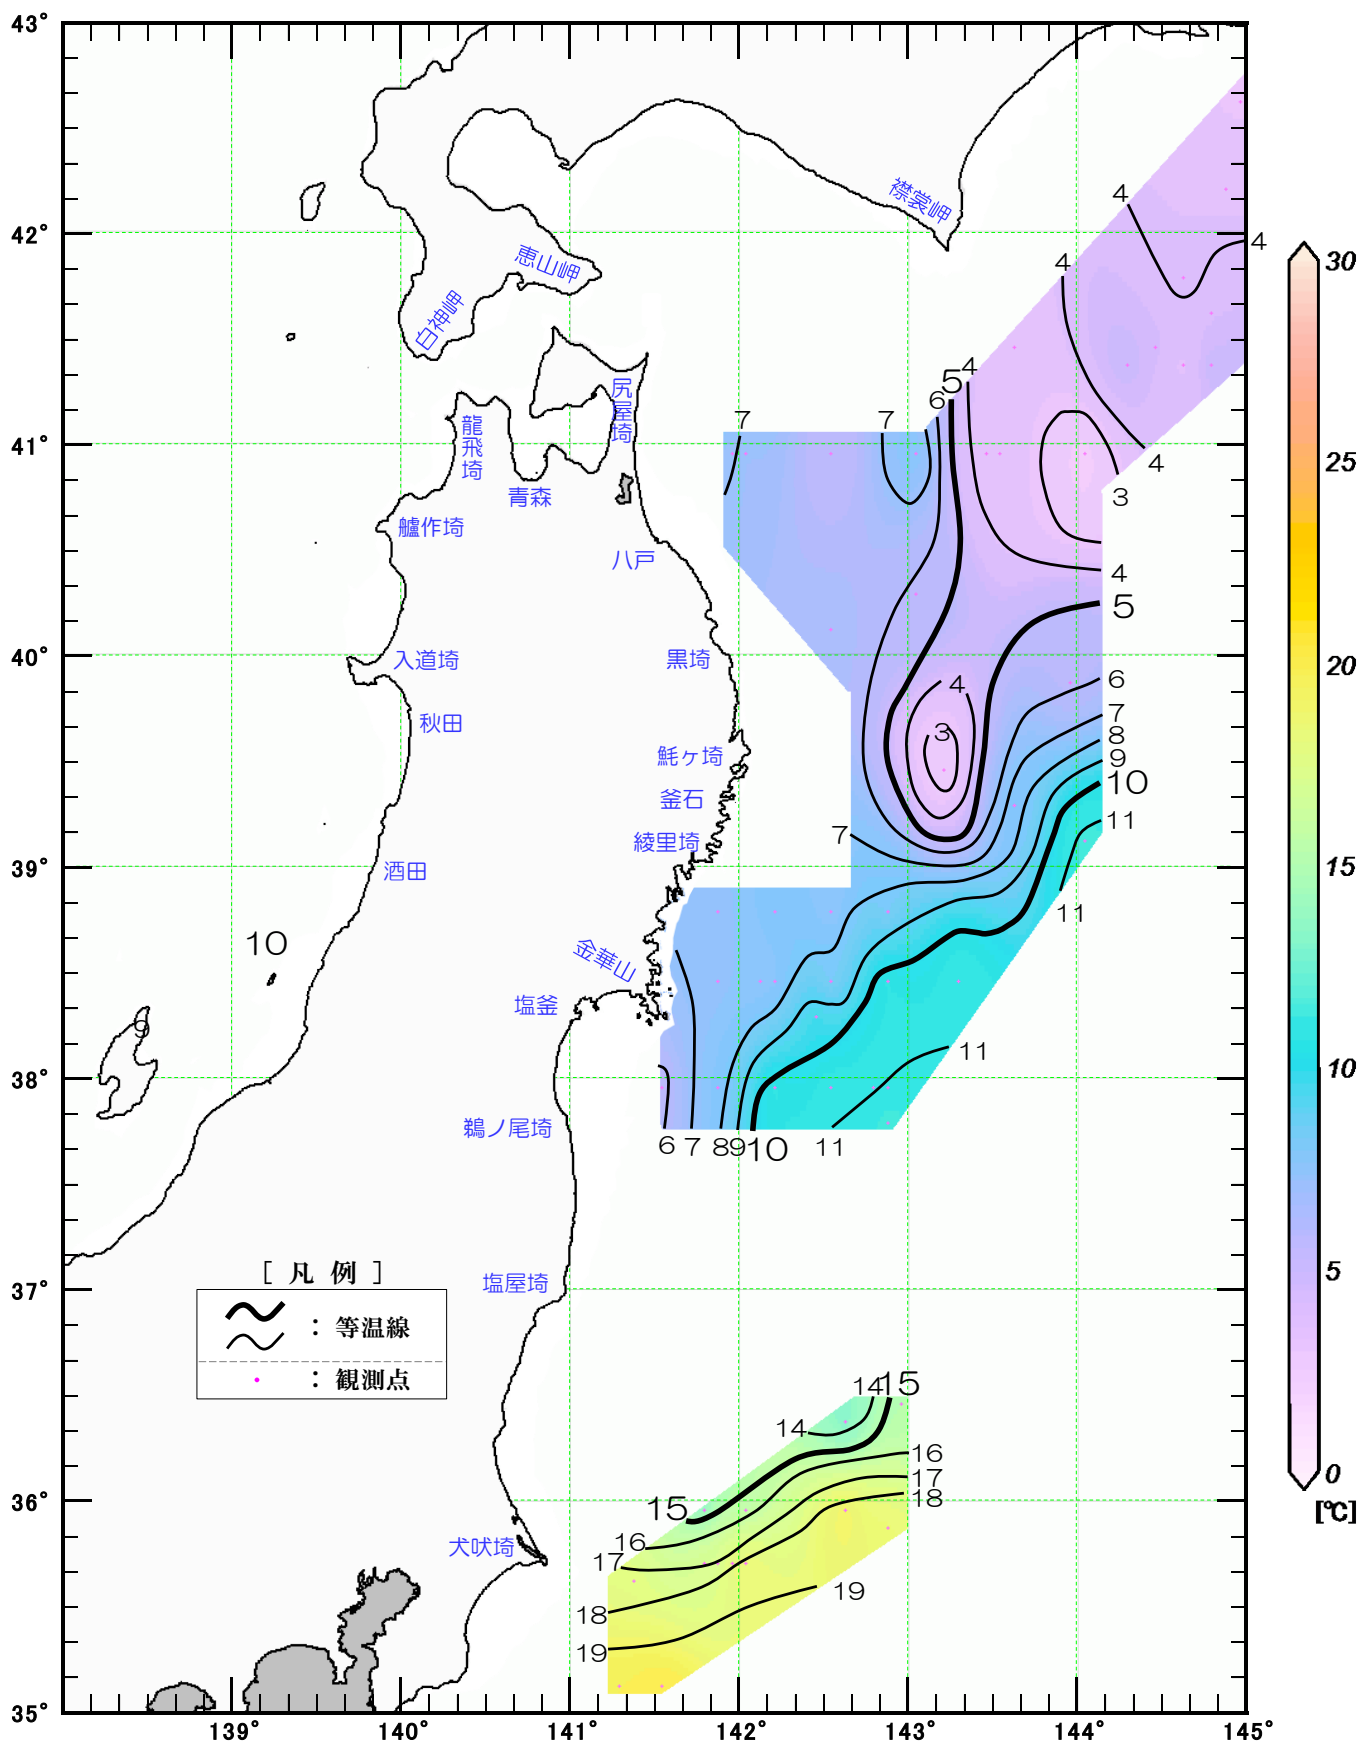 43°
42°
41°
40°
39°
38°
37°
36°
35°
139°
140°
141°
142°
143°
144°
145°
襟裳岬
恵山岬
白神岬
尻屋埼
龍飛埼
青森
艫作埼
八戸
入道埼
黒埼
秋田
魹ヶ埼
釜石
綾里埼
酒田
金華山
塩釜
鵜ノ尾埼
塩屋埼
犬吠埼
4
4
4
4
5
6
7
7
4
3
4
5
6
7
8
9
10
11
11
4
3
7
10
9
11
6
7
8
9
10
11
14
15
14
16
17
18
15
16
17
18
19
19
[ 凡 例 ]
: 等温線
: 観測点
30
25
20
15
10
5
0
[℃]